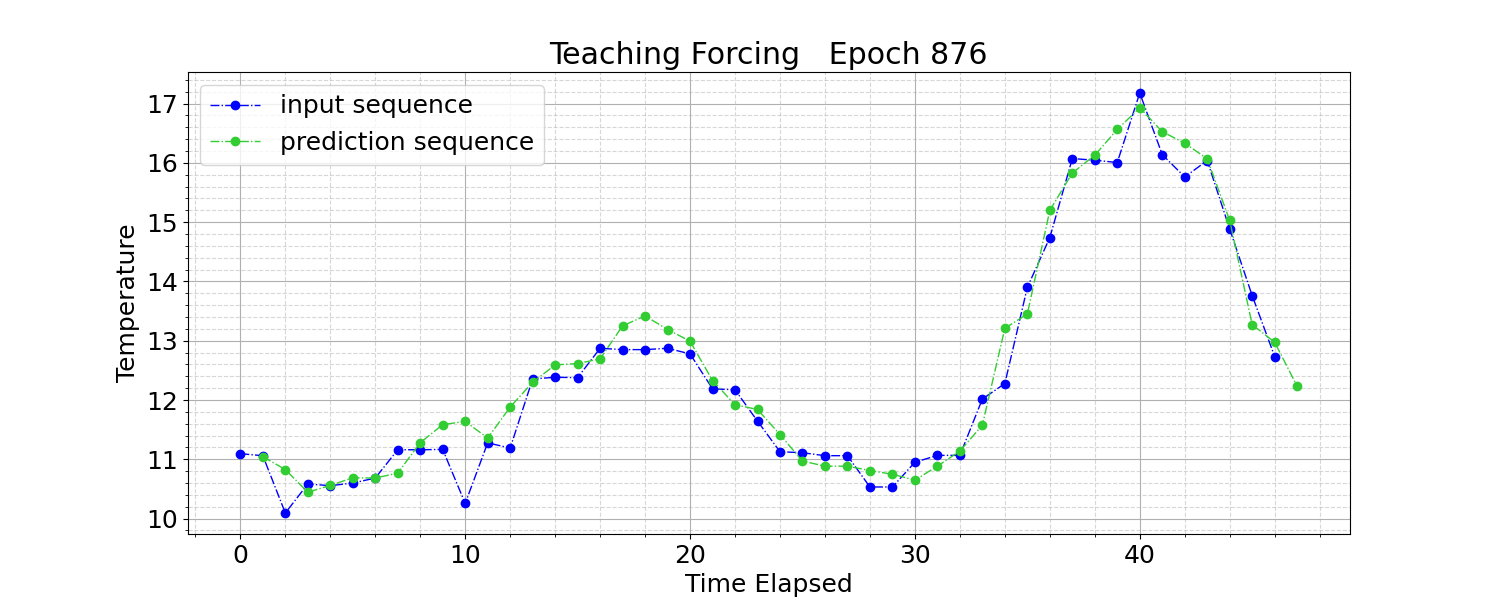 Teaching Forcing   Epoch 876
input sequence
prediction sequence
Temperature
17
16
15
14
13
12
11
10
0 10 20 30 40
Time Elapsed